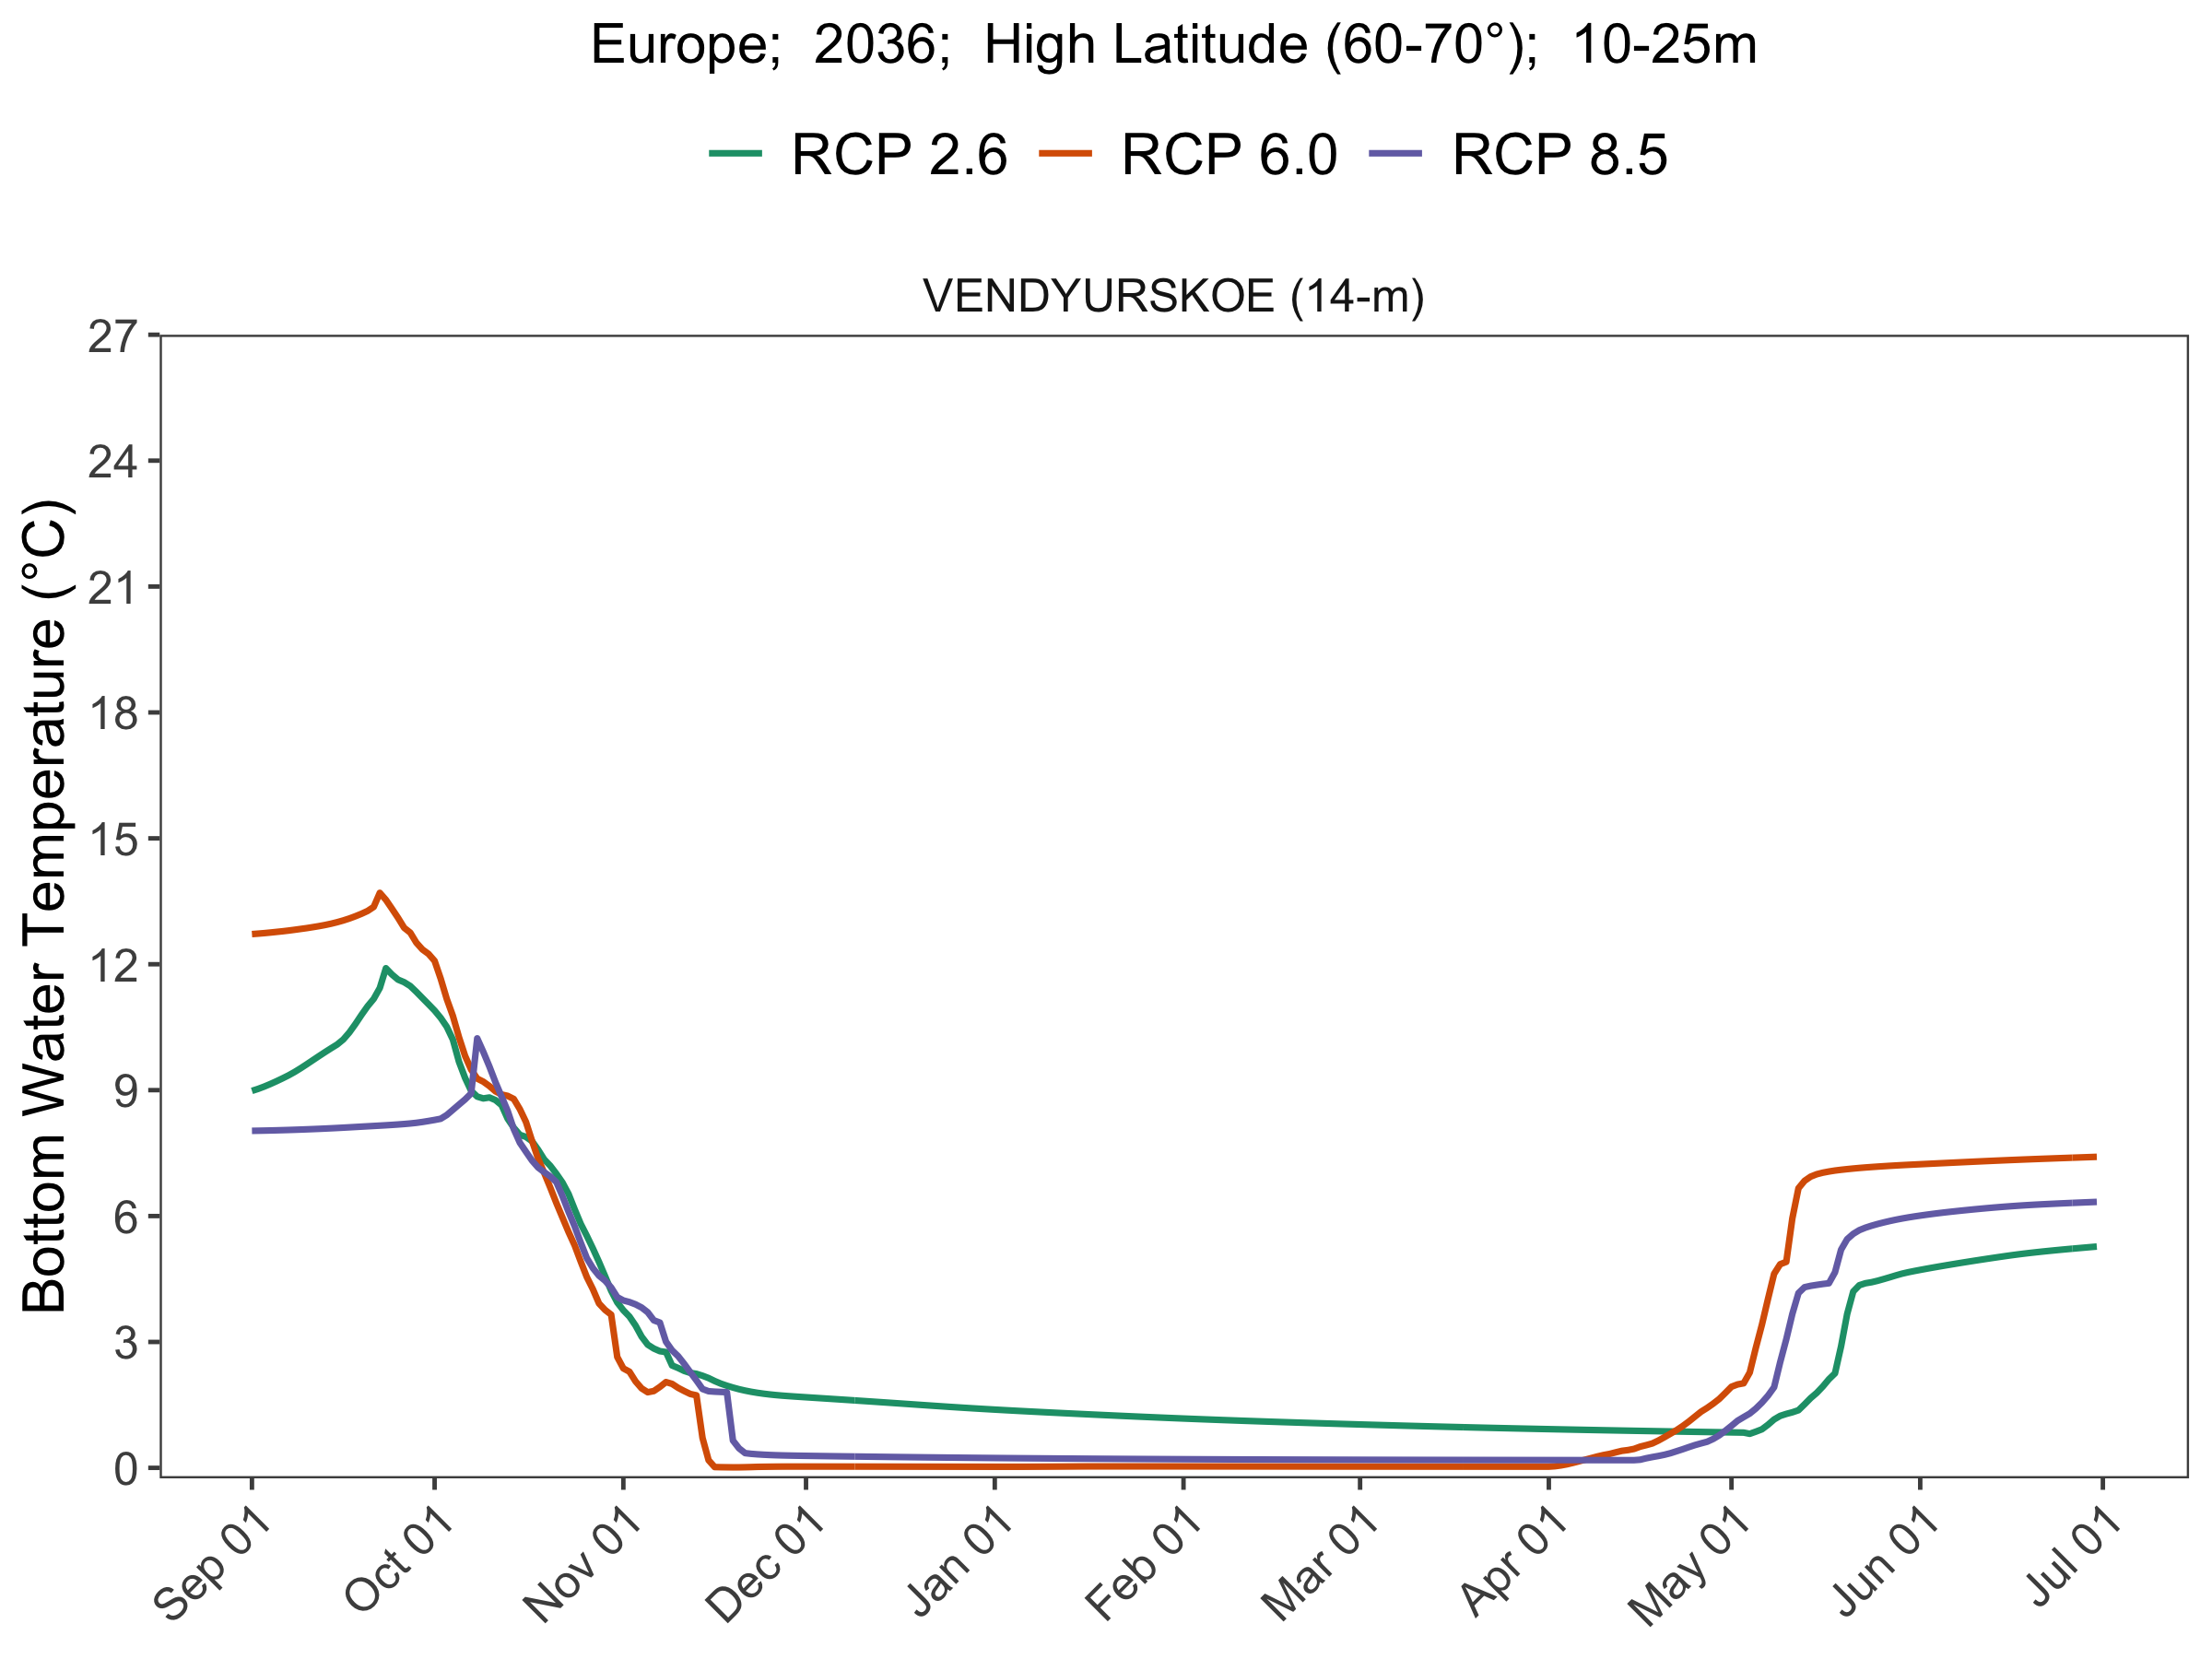 Europe;  2036;  High Latitude (60-70°);  10-25m
RCP 2.6 RCP 6.0 RCP 8.5
VENDYURSKOE (14-m)
Bottom Water Temperature (°C)
27
24
21
18
15
12
9
6
3
0
Sep 01 Oct 01 Nov 01 Dec 01 Jan 01 Feb 01 Mar 01 Apr 01 May 01 Jun 01 Jul 01